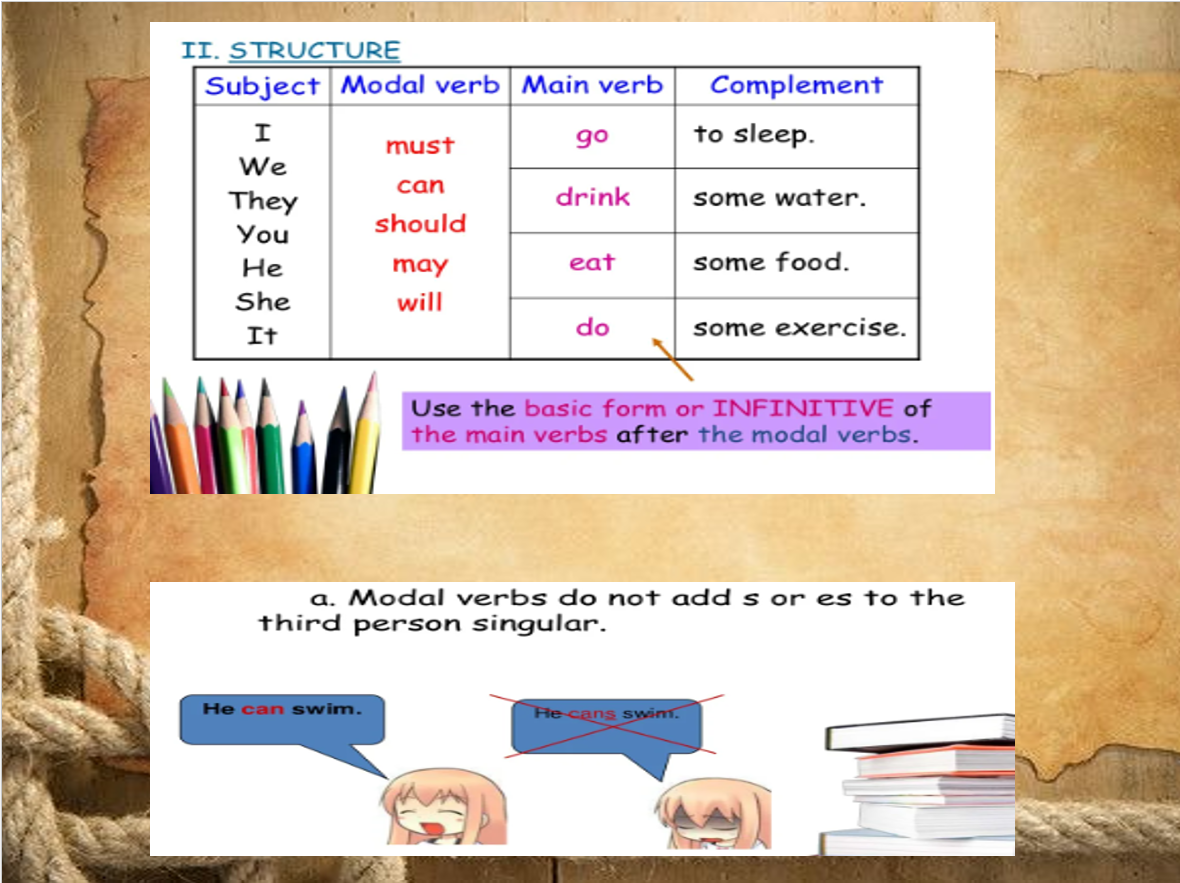 II. STRUCTURE
Subject Modal verb Main verb Complement
I
We
They
You
He
She
It
must
can
should
may
will
go to sleep.
drink some water.
eat some food.
do some exercise.
Use the basic form or INFINITIVE of
the main verbs after the modal verbs.
a. Modal verbs do not add s or es to the
third person singular.
He can swim.
He cans swim.